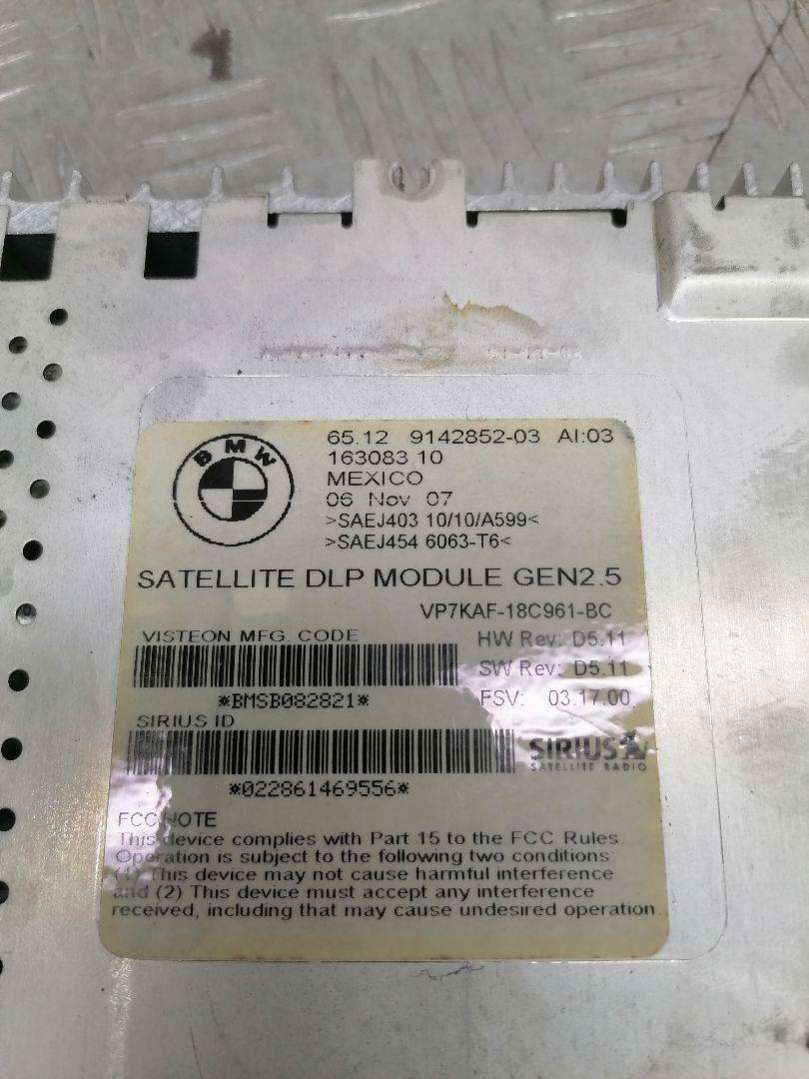 BMW
65.12 9142852-03 AI:03
163083 10
MEXICO
06 Nov 07
>SAEJ403 10/10/A599<
>SAEJ454 6063-T6<
SATELLITE DLP MODULE GEN2.5
VP7KAF-18C961-BC
VISTEON MFG. CODE
HW Rev: D5.11
SW Rev: D5.11
*BMSB082821*
FSV: 03.17.00
SIRIUS ID
SIRIUS
SATELLITE RADIO
*022861469556*
FCC NOTE
This device complies with Part 15 to the FCC Rules
Operation is subject to the following two conditions:
(1) This device may not cause harmful interference
and (2) This device must accept any interference
received, including that may cause undesired operation.